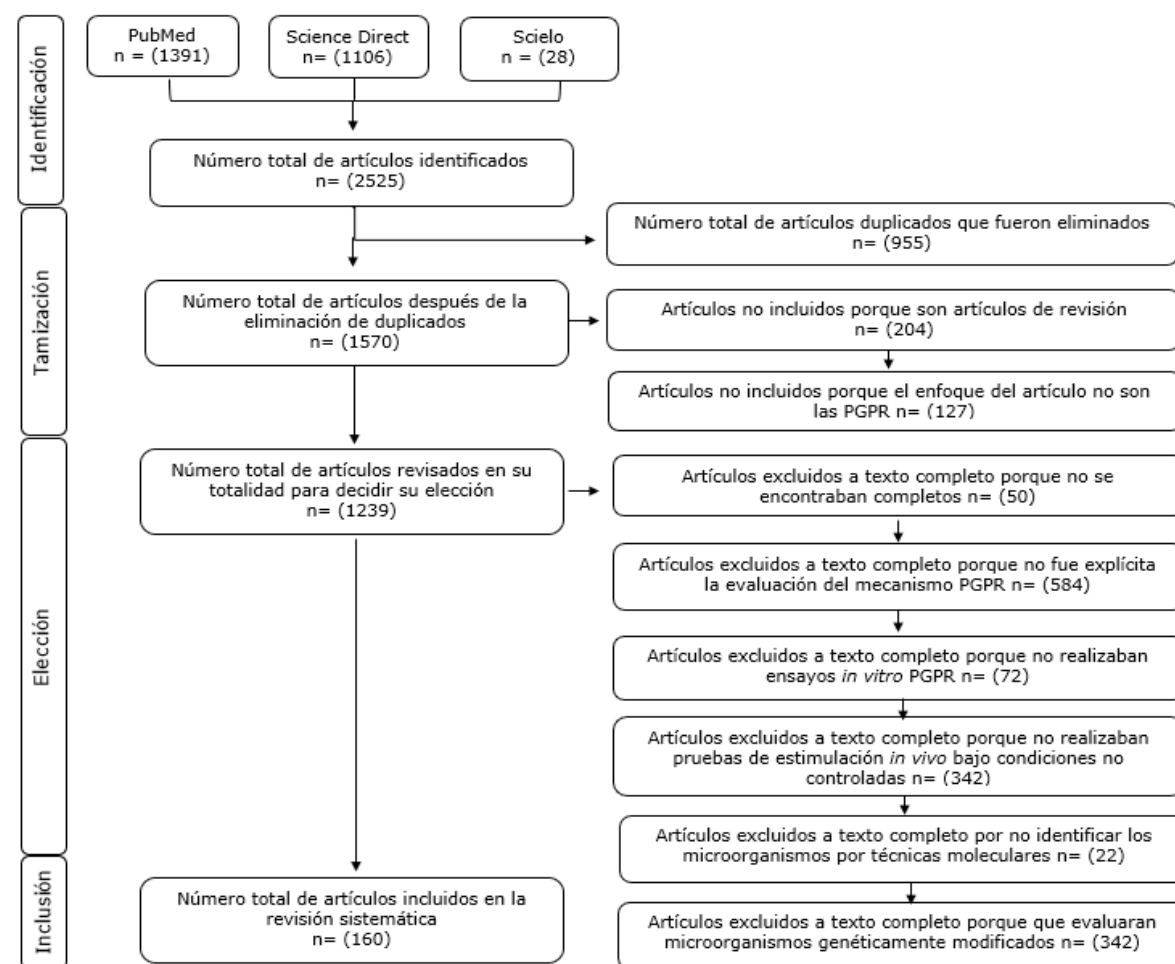 Identificación
PubMed
n = (1391)
Science Direct
n= (1106)
Scielo
n = (28)
Número total de artículos identificados
n= (2525)
Tamización
Número total de artículos duplicados que fueron eliminados
n= (955)
Número total de artículos después de la
eliminación de duplicados
n= (1570)
Artículos no incluidos porque son artículos de revisión
n= (204)
Artículos no incluidos porque el enfoque del artículo no son
las PGPR n= (127)
Elección
Número total de artículos revisados en su
totalidad para decidir su elección
n= (1239)
Artículos excluidos a texto completo porque no se
encontraban completos n= (50)
Artículos excluidos a texto completo porque no fue explícita
la evaluación del mecanismo PGPR n= (584)
Artículos excluidos a texto completo porque no realizaban
ensayos in vitro PGPR n= (72)
Artículos excluidos a texto completo porque no realizaban
pruebas de estimulación in vivo bajo condiciones no
controladas n= (342)
Artículos excluidos a texto completo por no identificar los
microorganismos por técnicas moleculares n= (22)
Inclusión
Número total de artículos incluidos en la
revisión sistemática
n= (160)
Artículos excluidos a texto completo porque que evaluaran
microorganismos genéticamente modificados n= (342)